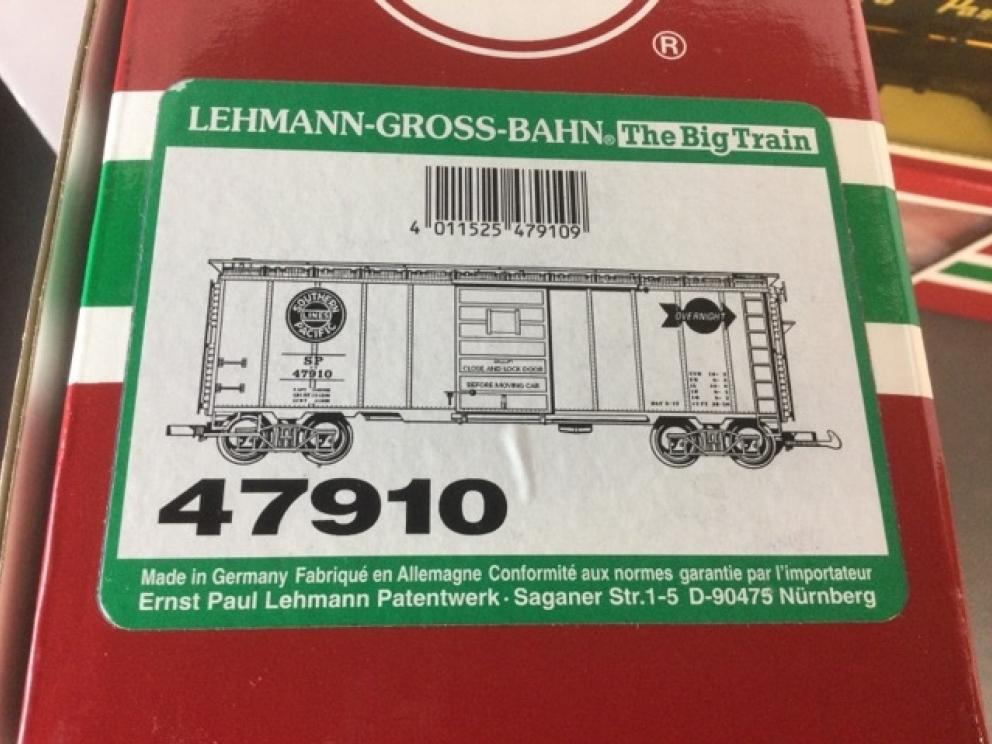 ®
LEHMANN-GROSS-BAHN® The Big Train
4 011525 479109
SOUTHERN
LINES
PACIFIC
OVERNIGHT
SP
47910
CLOSE AND LOCK DOOR
BEFORE MOVING CAR
47910
Made in Germany Fabriqué en Allemagne Conformité aux normes garantie par l'importateur
Ernst Paul Lehmann Patentwerk · Saganer Str.1-5 D-90475 Nürnberg